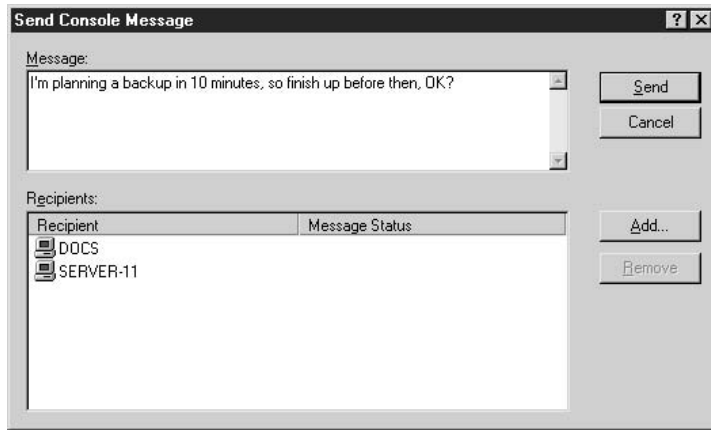 Send Console Message
Message:
I'm planning a backup in 10 minutes, so finish up before then, OK?
Send
Cancel
Recipients:
Recipient Message Status
DOCS
SERVER-11
Add...
Remove